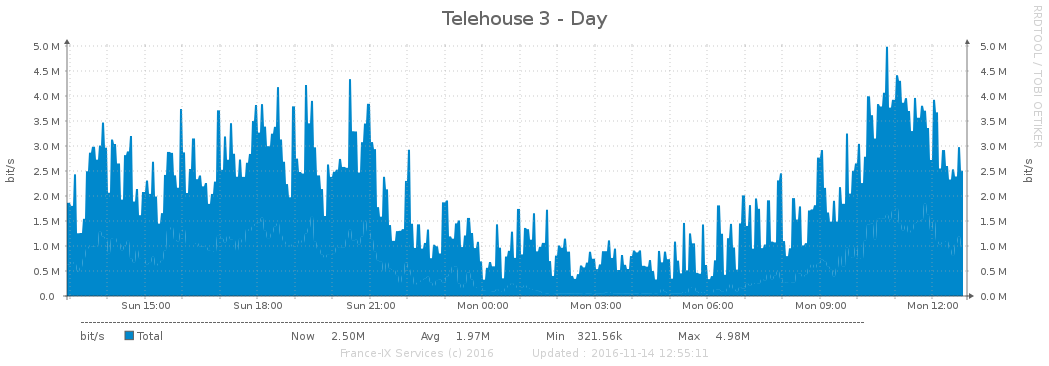 Telehouse 3 - Day
RRDTOOL / TOBI OETIKER
5.0 M 5.0 M
4.5 M 4.5 M
4.0 M 4.0 M
3.5 M 3.5 M
3.0 M 3.0 M
2.5 M 2.5 M
2.0 M 2.0 M
1.5 M 1.5 M
1.0 M 1.0 M
0.5 M 0.5 M
0.0 0.0 M
bit/s bit/s
Sun 15:00 Sun 18:00 Sun 21:00 Mon 00:00 Mon 03:00 Mon 06:00 Mon 09:00 Mon 12:00
bit/s Total Now 2.50M Avg 1.97M Min 321.56k Max 4.98M
France-IX Services (c) 2016 Updated : 2016-11-14 12:55:11